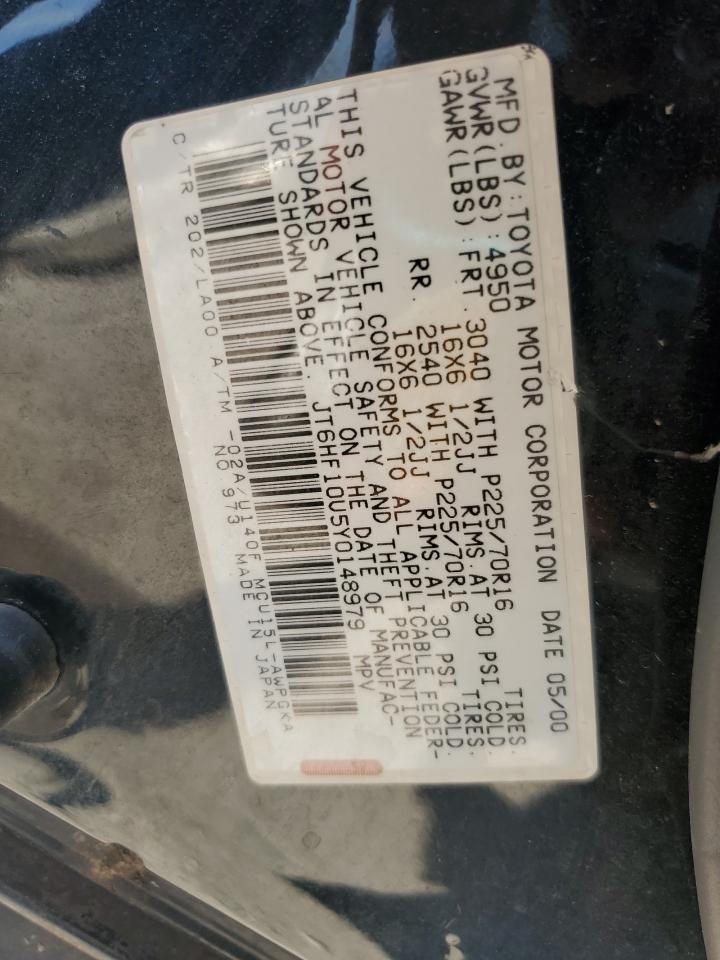 MFD.BY:TOYOTA MOTOR CORPORATION DATE 05/00
GVWR(LBS):4950
GAWR(LBS):FRT. 3040 WITH P225/70R16 TIRES.
16X6 1/2JJ RIMS.AT 30 PSI COLD.
RR. 2540 WITH P225/70R16 TIRES.
16X6 1/2JJ RIMS.AT 30 PSI COLD.
THIS VEHICLE CONFORMS TO ALL APPLICABLE FEDER-
AL MOTOR VEHICLE SAFETY AND THEFT PREVENTION
STANDARDS IN EFFECT ON THE DATE OF MANUFAC-
TURE SHOWN ABOVE. JT6HF10U5Y0148979 MPV
C/TR 202/LA00 A/TM -02A/U140F MCU15L-AWPGKA
NO.973 MADE IN JAPAN